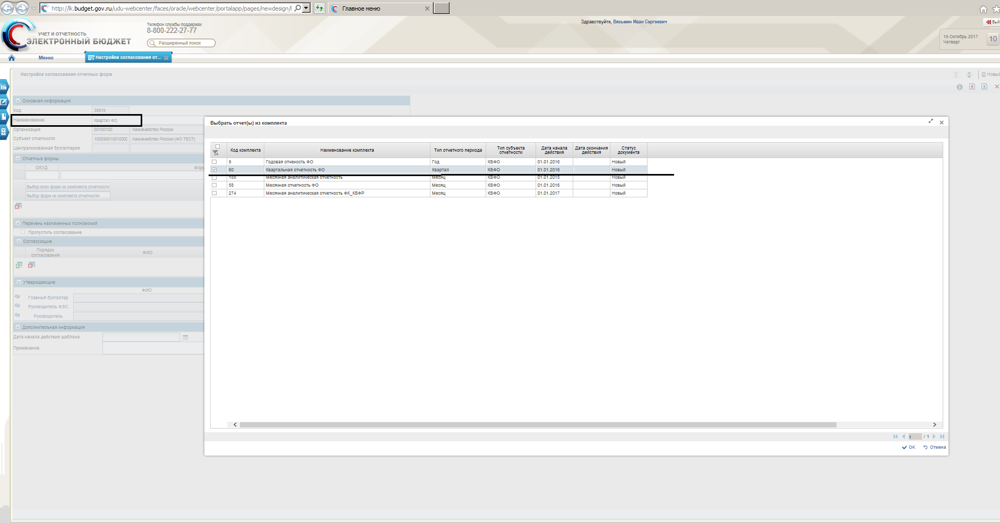 http://lk.budget.gov.ru/udu-webcenter/faces/oracle/webcenter/portalapp/pages/newdesign/l
Главное меню
УЧЕТ И ОТЧЕТНОСТЬ
ЭЛЕКТРОННЫЙ БЮДЖЕТ
Телефон службы поддержки
8-800-222-27-77
Расширенный поиск
Здравствуйте, Вязьмин Иван Сергеевич
19 Октябрь 2017
Четверг
10
Меню
Настройки согласования от...
Настройка согласования отчетных форм
Новый
Основная информация
Код 38819
Наименование Квартал ФО
Организация 00100100 Казначейство России
Субъект отчетности Казначейство России (ФО ТЕСТ)
Централизованная бухгалтерия
Отчетные формы
ОКУД Форм
Выбор всех форм из комплекта отчетности
Выбор форм из комплекта отчетности
Перечень назначенных полномочий
Пропустить согласование
Согласующие
Порядок согласования ФИО
Утверждающие
ФИО
Главный бухгалтер
Руководитель ФЭС
Руководитель
Дополнительная информация
Дата начала действия шаблона
Примечание
Выбрать отчет(ы) из комплекта
Код комплекта Наименование комплекта Тип отчетного периода Тип субъекта отчетности Дата начала действия Дата окончания действия Статус документа
9 Годовая отченость ФО Год КБФО 01.01.2016 Новый
60 Квартальная отчетность ФО Квартал КБФО 01.01.2016 Новый
188 Месячная аналитическая отчетность Месяц КБФО 01.01.2015 Новый
58 Месячная отчетность ФО Месяц КБФО 01.01.2016 Новый
274 Месячная аналитическая отчетность ФК_КБФР Месяц КБФО 01.01.2017 Новый
1 / 1
ОК Отмена